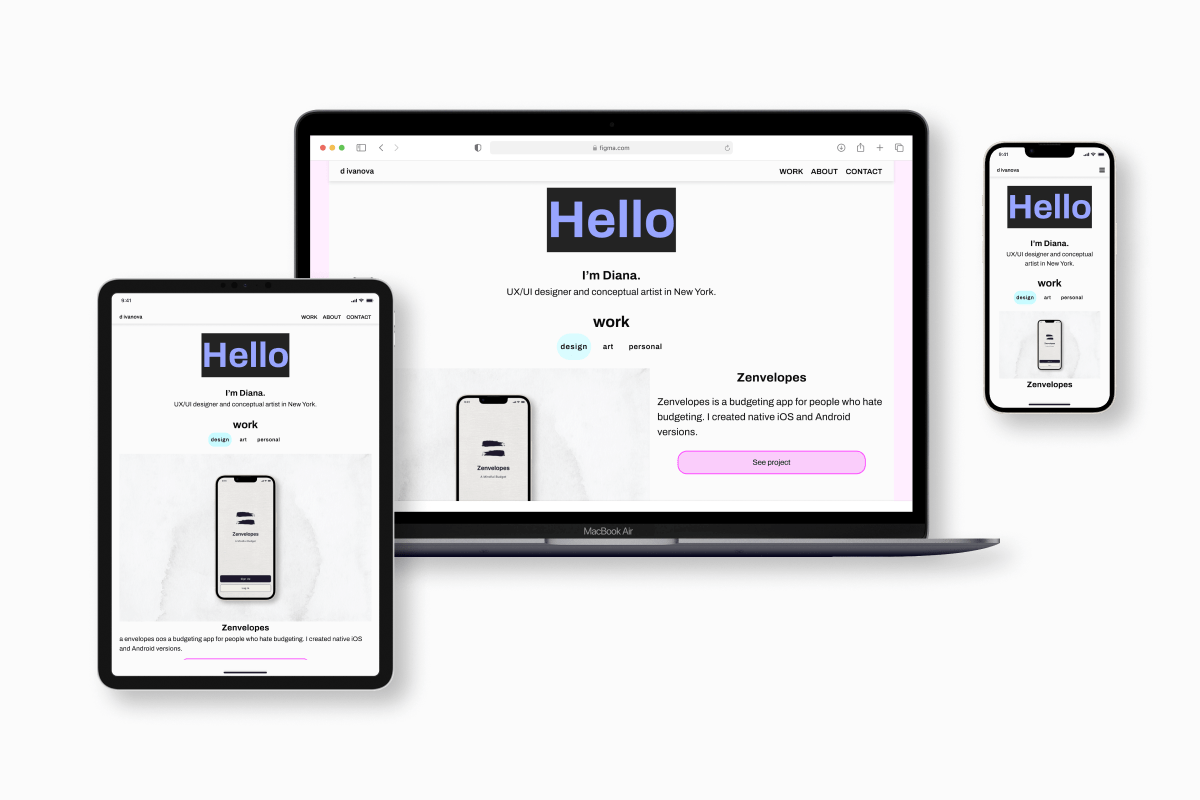 figma.com
d ivanova
WORK ABOUT CONTACT
Hello
I'm Diana.
UX/UI designer and conceptual artist in New York.
work
design art personal
Zenvelopes
A Mindful Budget
Zenvelopes
Zenvelopes is a budgeting app for people who hate
budgeting. I created native iOS and Android
versions.
See project
MacBook Air
9:41
d ivanova
WORK ABOUT CONTACT
Hello
I'm Diana.
UX/UI designer and conceptual artist in New York.
work
design art personal
Zenvelopes
Sign Up
Zenvelopes
a envelopes oos a budgeting app for people who hate budgeting. I created native iOS
and Android versions.
9:41
d ivanova
Hello
I'm Diana.
UX/UI designer and conceptual
artist in New York.
work
design art personal
Zenvelopes